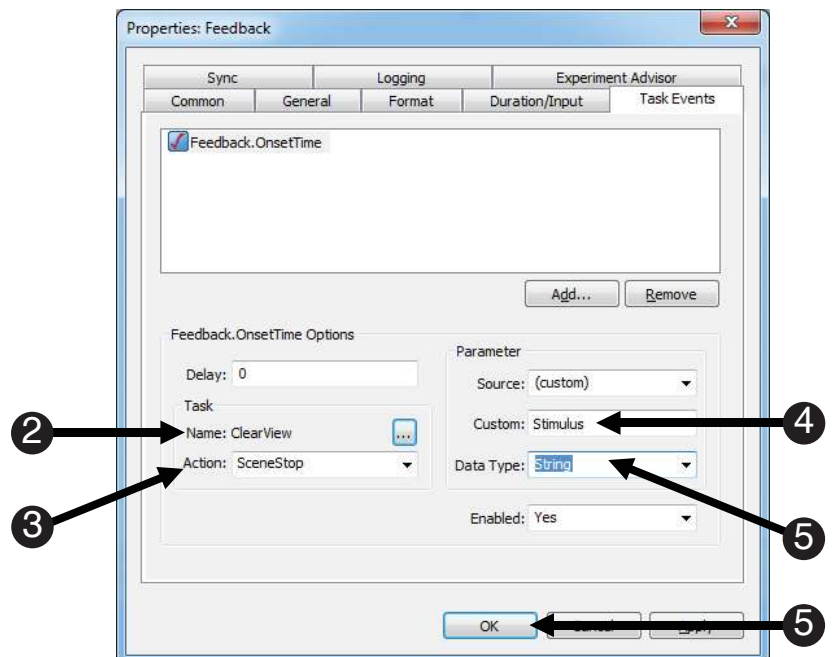 Properties: Feedback
Sync Logging Experiment Advisor
Common General Format Duration/Input Task Events
Feedback.OnsetTime
Add... Remove
Feedback.OnsetTime Options
Delay: 0
Parameter
Source: (custom)
Task
2 Name: ClearView ...
Custom: Stimulus 4
3 Action: SceneStop
Data Type: String 5
Enabled: Yes
OK 5